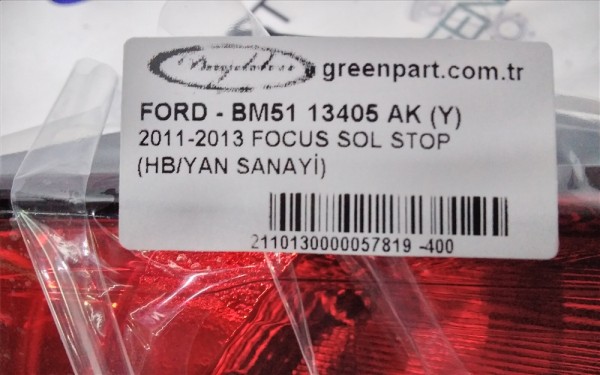 greenpart.com.tr
FORD - BM51 13405 AK (Y)
2011-2013 FOCUS SOL STOP
(HB/YAN SANAYİ)
2110130000057819 -400